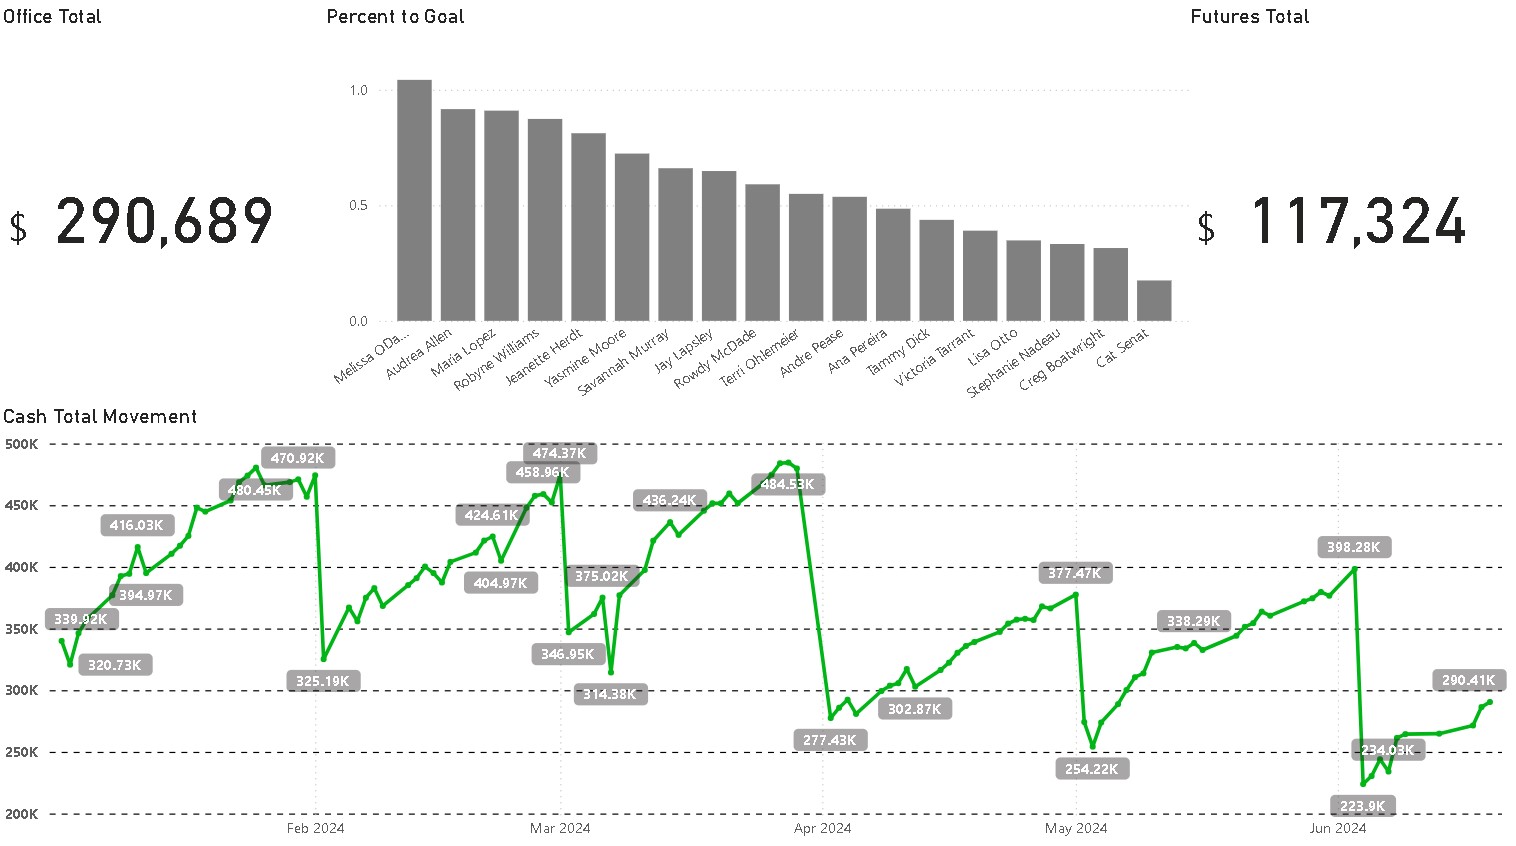 Office Total
Percent to Goal
Futures Total
$ 290,689
1.0
0.5
0.0
Melissa ODa...
Audrea Allen
Maria Lopez
Robyne Williams
Jeanette Herdt
Yasmine Moore
Savannah Murray
Jay Lapsley
Rowdy McDade
Terri Ohlemeier
Andre Pease
Ana Pereira
Tammy Dick
Victoria Tarrant
Lisa Otto
Stephanie Nadeau
Creg Boatwright
Cat Senat
$ 117,324
Cash Total Movement
500K
450K
400K
350K
300K
250K
200K
339.92K
320.73K
416.03K
394.97K
480.45K
470.92K
325.19K
424.61K
404.97K
458.96K
474.37K
346.95K
375.02K
314.38K
436.24K
484.53K
277.43K
302.87K
377.47K
254.22K
338.29K
398.28K
223.9K
234.03K
290.41K
Feb 2024
Mar 2024
Apr 2024
May 2024
Jun 2024